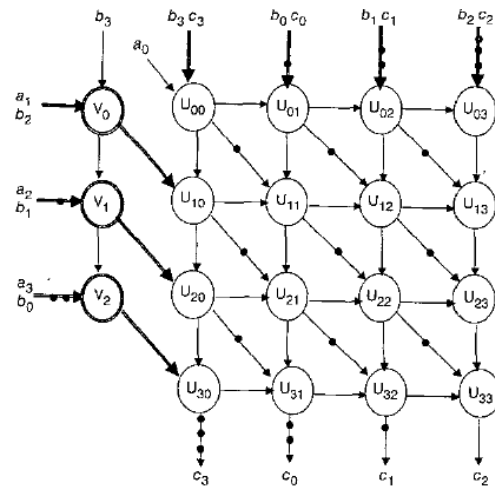 b3 b3 c3 b0 c0 b1 c1 b2 c2
a0
a1
b2
V0 U00 U01 U02 U03
a2
b1
V1 U10 U11 U12 U13
a3
b0
V2 U20 U21 U22 U23
U30 U31 U32 U33
c3 c0 c1 c2